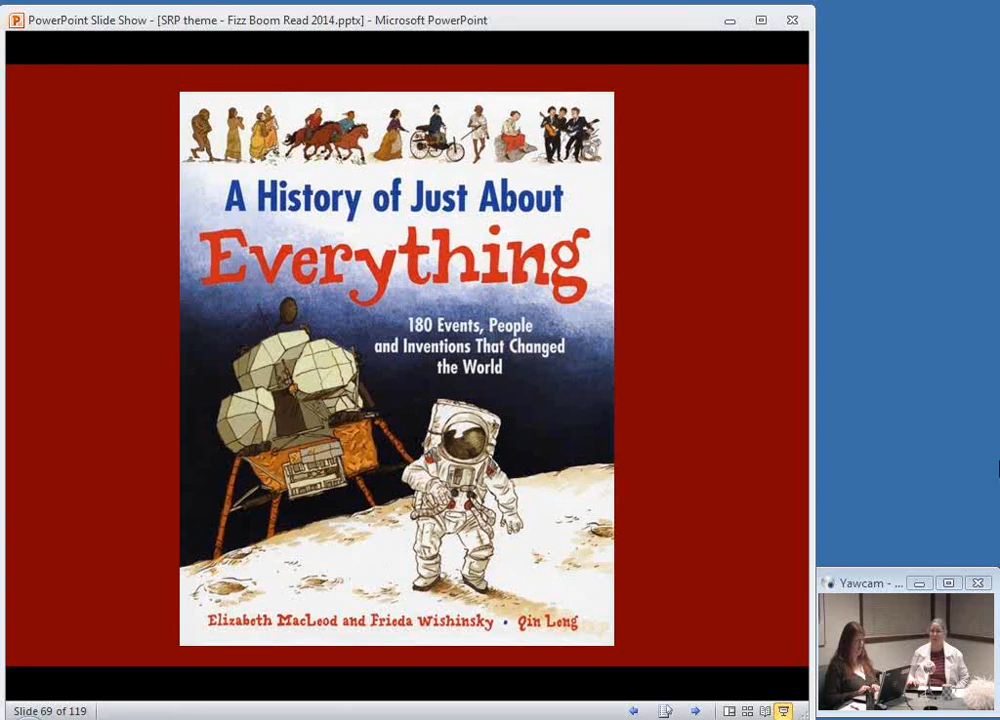 PowerPoint Slide Show - [SRP theme - Fizz Boom Read 2014.pptx] - Microsoft PowerPoint
A History of Just About
Everything
180 Events, People
and Inventions That Changed
the World
Elizabeth MacLeod and Frieda Wishinsky • Qin Leng
Yawcam - ...
Slide 69 of 119